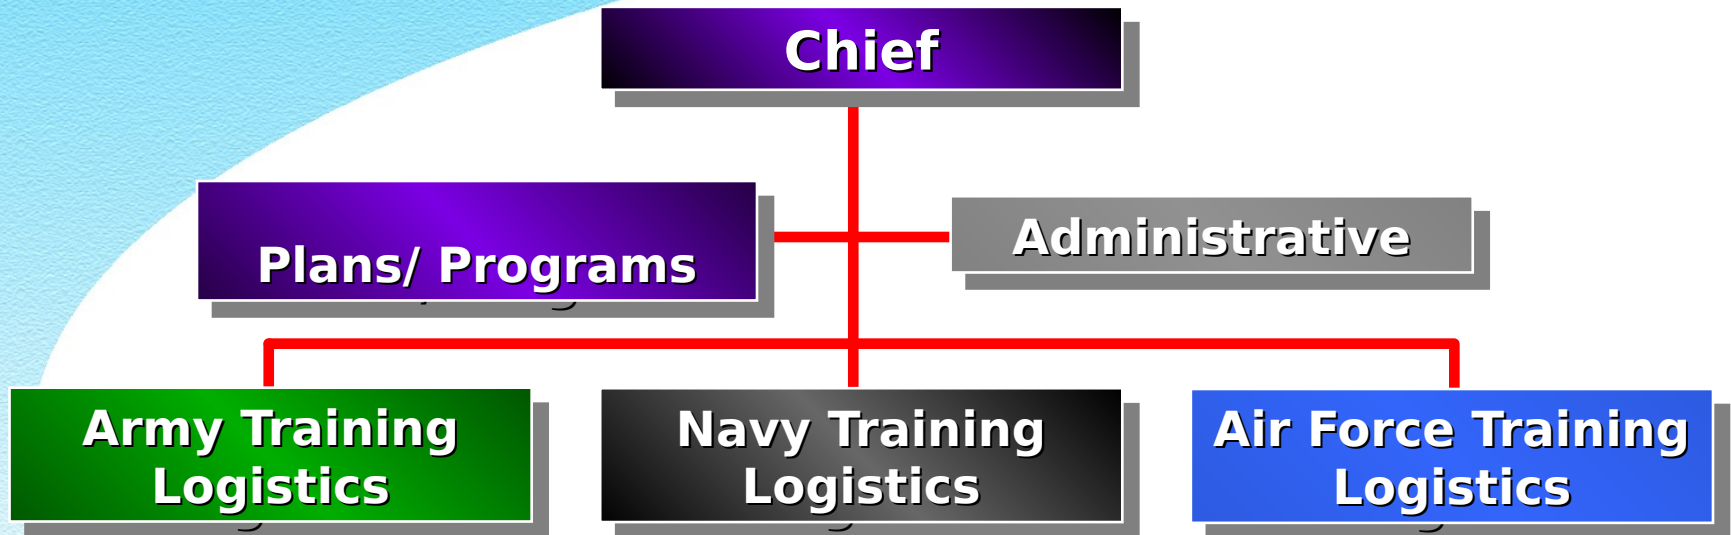 Chief
Plans/ Programs
Administrative
Army Training
Logistics
Navy Training
Logistics
Air Force Training
Logistics